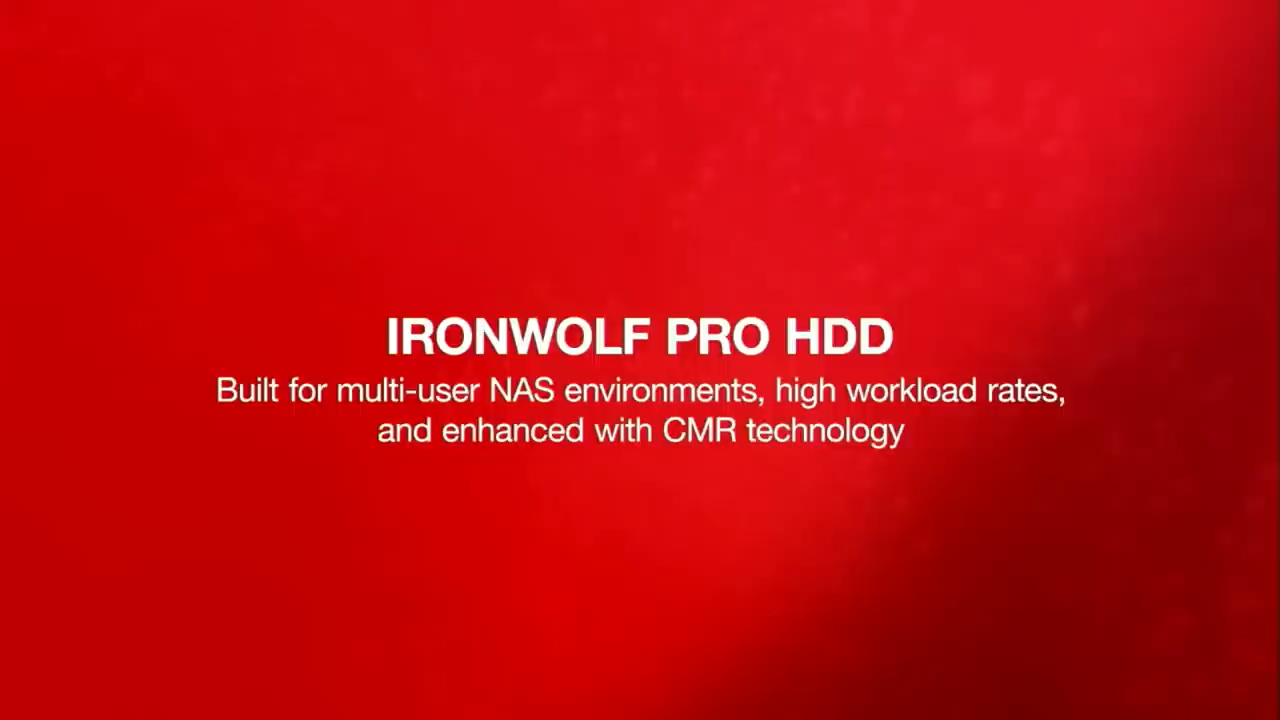 IRONWOLF PRO HDD
Built for multi-user NAS environments, high workload rates,
and enhanced with CMR technology